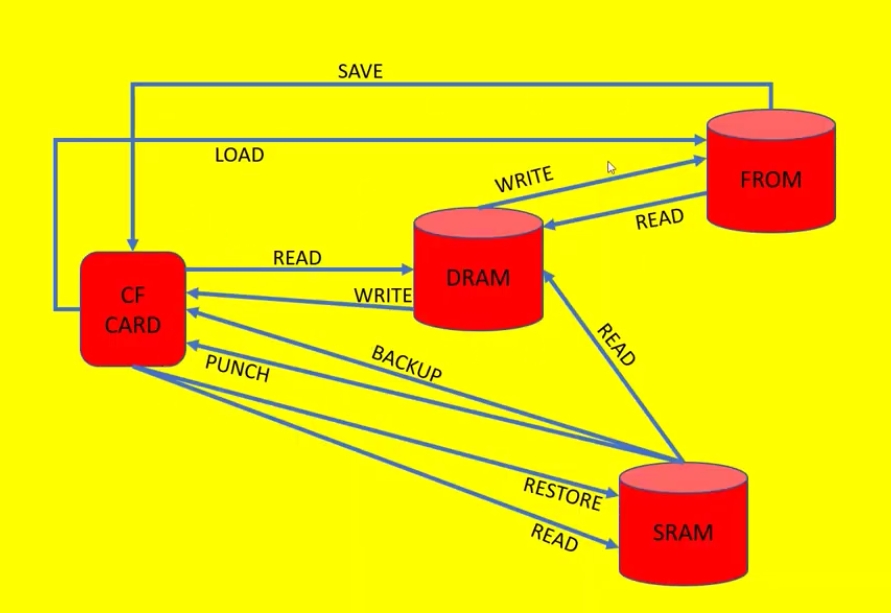 SAVE
LOAD
WRITE
FROM
READ
READ
DRAM
CF
CARD
WRITE
READ
BACKUP
PUNCH
RESTORE
READ
SRAM